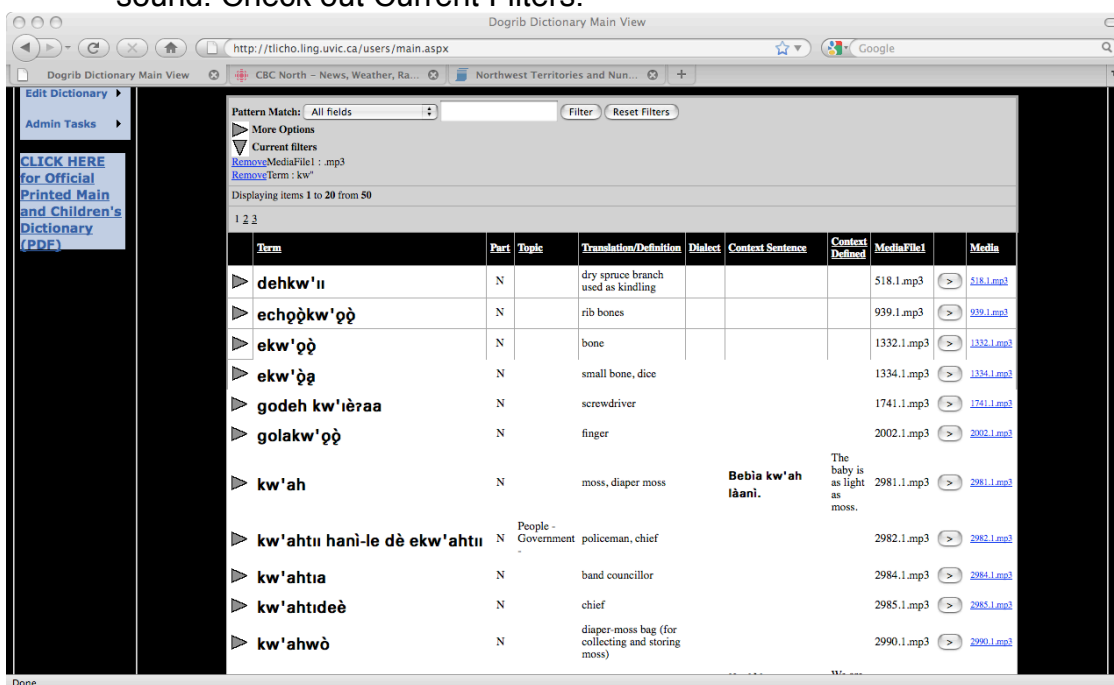 sound. Check out Current Filters.
Dogrib Dictionary Main View
http://tlicho.ling.uvic.ca/users/main.aspx
Google
Dogrib Dictionary Main View
CBC North – News, Weather, Ra...
Northwest Territories and Nun...
Edit Dictionary
Admin Tasks
CLICK HERE
for Official
Printed Main
and Children's
Dictionary
(PDF)
Pattern Match: All fields Filter Reset Filters
More Options
Current filters
RemoveMediaFile1 : .mp3
RemoveTerm : kw"
Displaying items 1 to 20 from 50
1 2 3
Term Part Topic Translation/Definition Dialect Context Sentence Context Defined MediaFile1 Media
dehkw'ıı N dry spruce branch used as kindling 518.1.mp3 > 518.1.mp3
echǫǫ̀kw'ǫǫ̀ N rib bones 939.1.mp3 > 939.1.mp3
ekw'ǫǫ̀ N bone 1332.1.mp3 > 1332.1.mp3
ekw'ǫ̀ą N small bone, dice 1334.1.mp3 > 1334.1.mp3
godeh kw'ıèɂaa N screwdriver 1741.1.mp3 > 1741.1.mp3
golakw'ǫǫ̀ N finger 2002.1.mp3 > 2002.1.mp3
kw'ah N moss, diaper moss Bebìa kw'ah làanì. The baby is as light as moss. 2981.1.mp3 > 2981.1.mp3
kw'ahtıı hanì-le dè ekw'ahtıı N People - Government - policeman, chief 2982.1.mp3 > 2982.1.mp3
kw'ahtıa N band councillor 2984.1.mp3 > 2984.1.mp3
kw'ahtıdeè N chief 2985.1.mp3 > 2985.1.mp3
kw'ahwò N diaper-moss bag (for collecting and storing moss) 2990.1.mp3 > 2990.1.mp3
Done